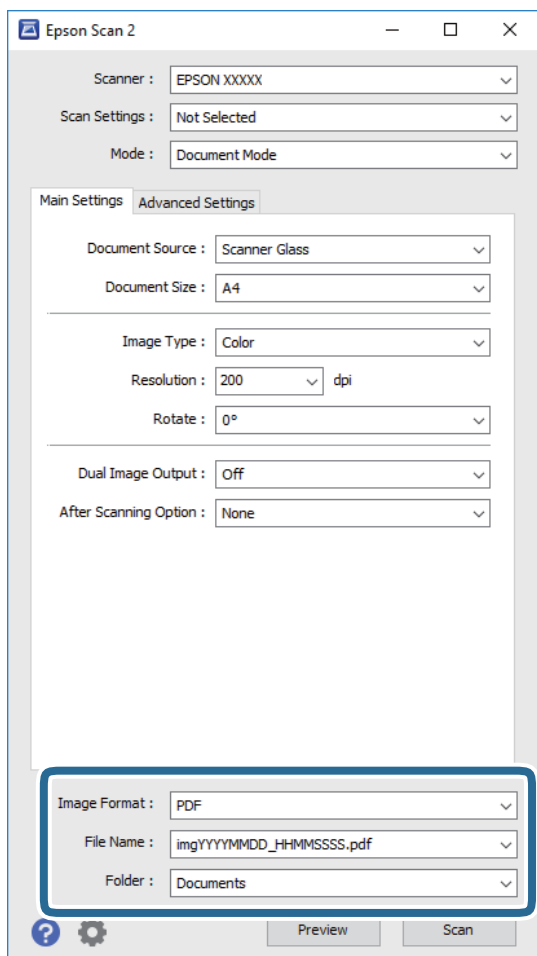 Epson Scan 2
Scanner : EPSON XXXXX
Scan Settings : Not Selected
Mode : Document Mode
Main Settings Advanced Settings
Document Source : Scanner Glass
Document Size : A4
Image Type : Color
Resolution : 200 dpi
Rotate : 0°
Dual Image Output : Off
After Scanning Option : None
Image Format : PDF
File Name : imgYYYYMMDD_HHMMSSSS.pdf
Folder : Documents
? Preview Scan